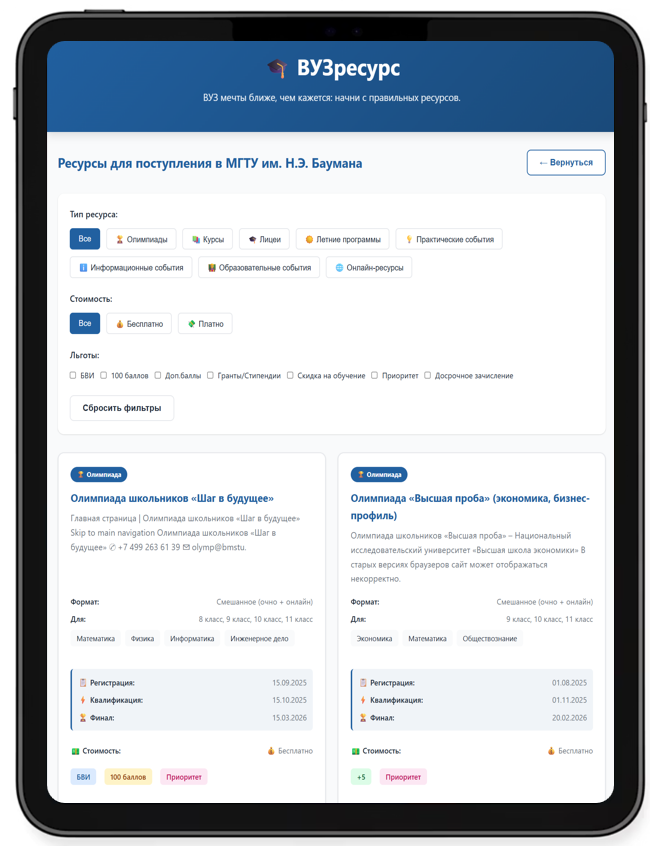 ВУЗресурс
ВУЗ мечты ближе, чем кажется: начни с правильных ресурсов.
Ресурсы для поступления в МГТУ им. Н.Э. Баумана
← Вернуться
Тип ресурса:
Все Олимпиады Курсы Лицеи Летние программы Практические события
Информационные события Образовательные события Онлайн-ресурсы
Стоимость:
Все Бесплатно Платно
Льготы:
БВИ 100 баллов Доп.баллы Гранты/Стипендии Скидка на обучение Приоритет Досрочное зачисление
Сбросить фильтры
Олимпиада
Олимпиада школьников «Шаг в будущее»
Главная страница | Олимпиада школьников «Шаг в будущее»
Skip to main navigation Олимпиада школьников «Шаг в
будущее» ✆ +7 499 263 61 39 ✉ olymp@bmstu.
Формат: Смешанное (очно + онлайн)
Для: 8 класс, 9 класс, 10 класс, 11 класс
Математика Физика Информатика Инженерное дело
Регистрация: 15.09.2025
Квалификация: 15.10.2025
Финал: 15.03.2026
Стоимость: Бесплатно
БВИ 100 баллов Приоритет
Олимпиада
Олимпиада «Высшая проба» (экономика, бизнес-
профиль)
Олимпиада школьников «Высшая проба» – Национальный
исследовательский университет «Высшая школа экономики» В
старых версиях браузеров сайт может отображаться
некорректно.
Формат: Смешанное (очно + онлайн)
Для: 9 класс, 10 класс, 11 класс
Экономика Математика Обществознание
Регистрация: 01.08.2025
Квалификация: 01.11.2025
Финал: 20.02.2026
Стоимость: Бесплатно
+5 Приоритет